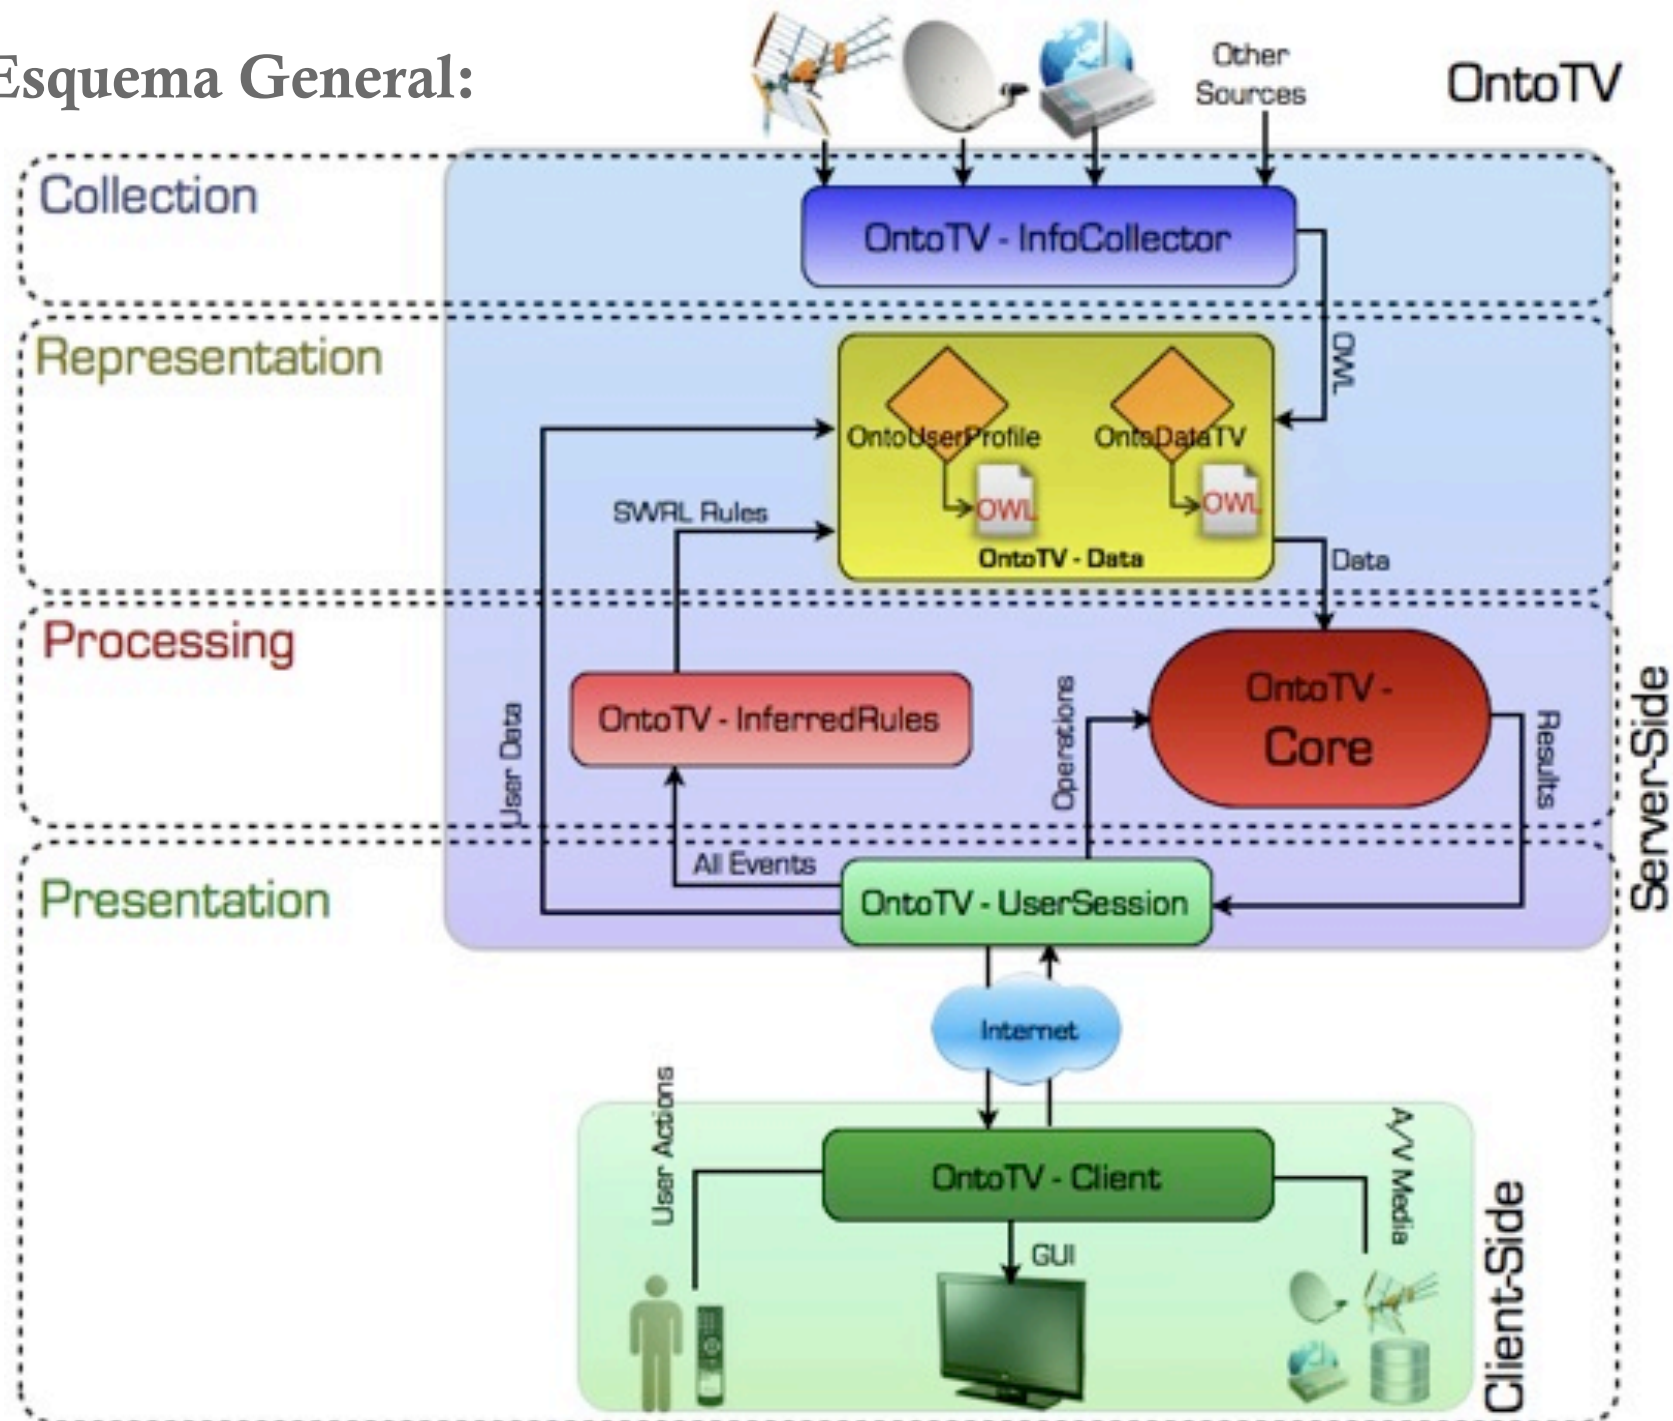 Esquema General:
OntoTV
Other
Sources
Collection
OntoTV - InfoCollector
Representation
OWL
OntoUserProfile
OntoDataTV
OWL
OWL
SWRL Rules
OntoTV - Data
Data
Processing
OntoTV - InferredRules
OntoTV -
Core
User Data
Operations
Results
Server-Side
All Events
Presentation
OntoTV - UserSession
Internet
User Actions
A/V Media
OntoTV - Client
GUI
Client-Side